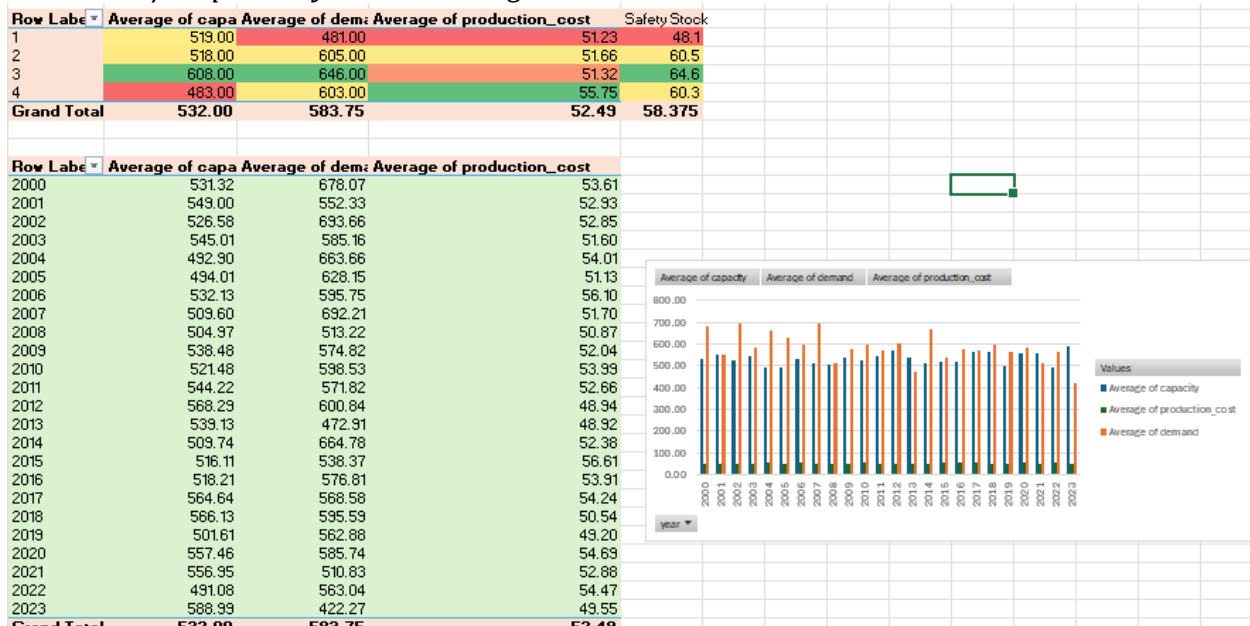 Row Labe Average of capa Average of dema Average of production_cost Safety Stock
1 519.00 481.00 51.23 48.1
2 518.00 605.00 51.66 60.5
3 608.00 646.00 51.32 64.6
4 483.00 603.00 55.75 60.3
Grand Total 532.00 583.75 52.49 58.375
Row Labe Average of capa Average of dema Average of production_cost
2000 531.32 678.07 53.61
2001 549.00 552.33 52.93
2002 526.58 693.66 52.85
2003 545.01 585.16 51.60
2004 492.90 663.66 54.01
2005 494.01 628.15 51.13
2006 532.13 595.75 56.10
2007 509.60 692.21 51.70
2008 504.97 513.22 50.87
2009 538.48 574.82 52.04
2010 521.48 598.53 53.99
2011 544.22 571.82 52.66
2012 568.29 600.84 48.94
2013 539.13 472.91 48.92
2014 509.74 664.78 52.38
2015 516.11 538.37 56.61
2016 518.21 576.81 53.91
2017 564.64 568.58 54.24
2018 566.13 595.59 50.54
2019 501.61 562.88 49.20
2020 557.46 585.74 54.69
2021 556.95 510.83 52.88
2022 491.08 563.04 54.47
2023 588.99 422.27 49.55
Grand Total 532.00 583.75 52.49
Average of capacity Average of demand Average of production_cost
800.00
700.00
600.00
500.00
400.00
300.00
200.00
100.00
0.00
2000 2001 2002 2003 2004 2005 2006 2007 2008 2009 2010 2011 2012 2013 2014 2015 2016 2017 2018 2019 2020 2021 2022 2023
year
Values
Average of capacity
Average of production_cost
Average of demand